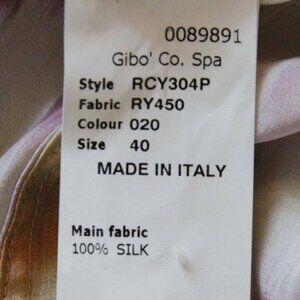 0089891
Gibo' Co. Spa
Style RCY304P
Fabric RY450
Colour 020
Size 40
MADE IN ITALY
Main fabric
100% SILK